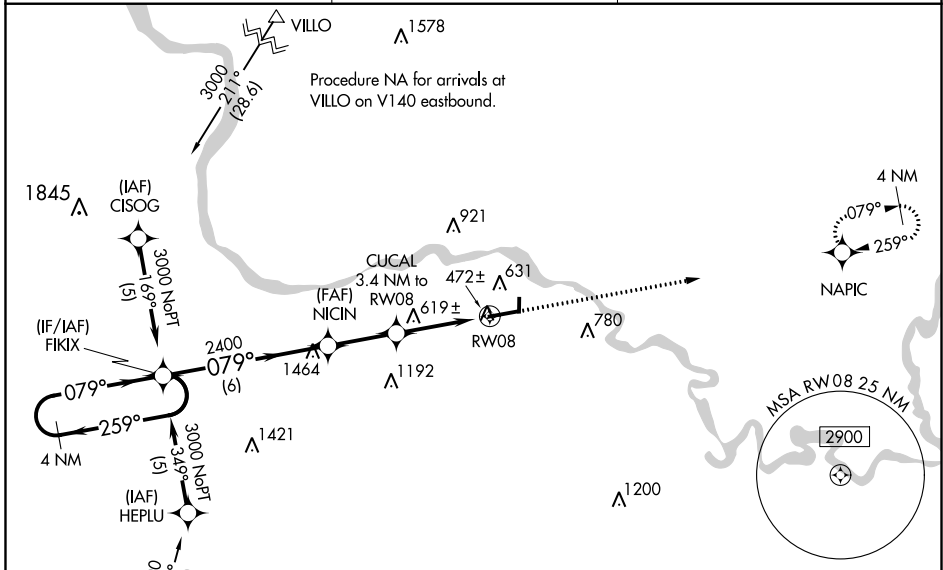 VILLO
1578
3000
211°
(28.6)
Procedure NA for arrivals at
VILLO on V140 eastbound.
1845
(IAF)
CISOG
4 NM
079°
259°
NAPIC
921
3000 NoPT
169°
(5)
CUCAL
3.4 NM to
RW08
472±
631
(FAF)
NICIN
619±
(IF/IAF)
FIKIX
2400
079°
(6)
1464
RW08
780
1192
079°
259°
4 NM
MSA RW08 25 NM
2900
1421
3000 NoPT
349°
(5)
(IAF)
HEPLU
1200